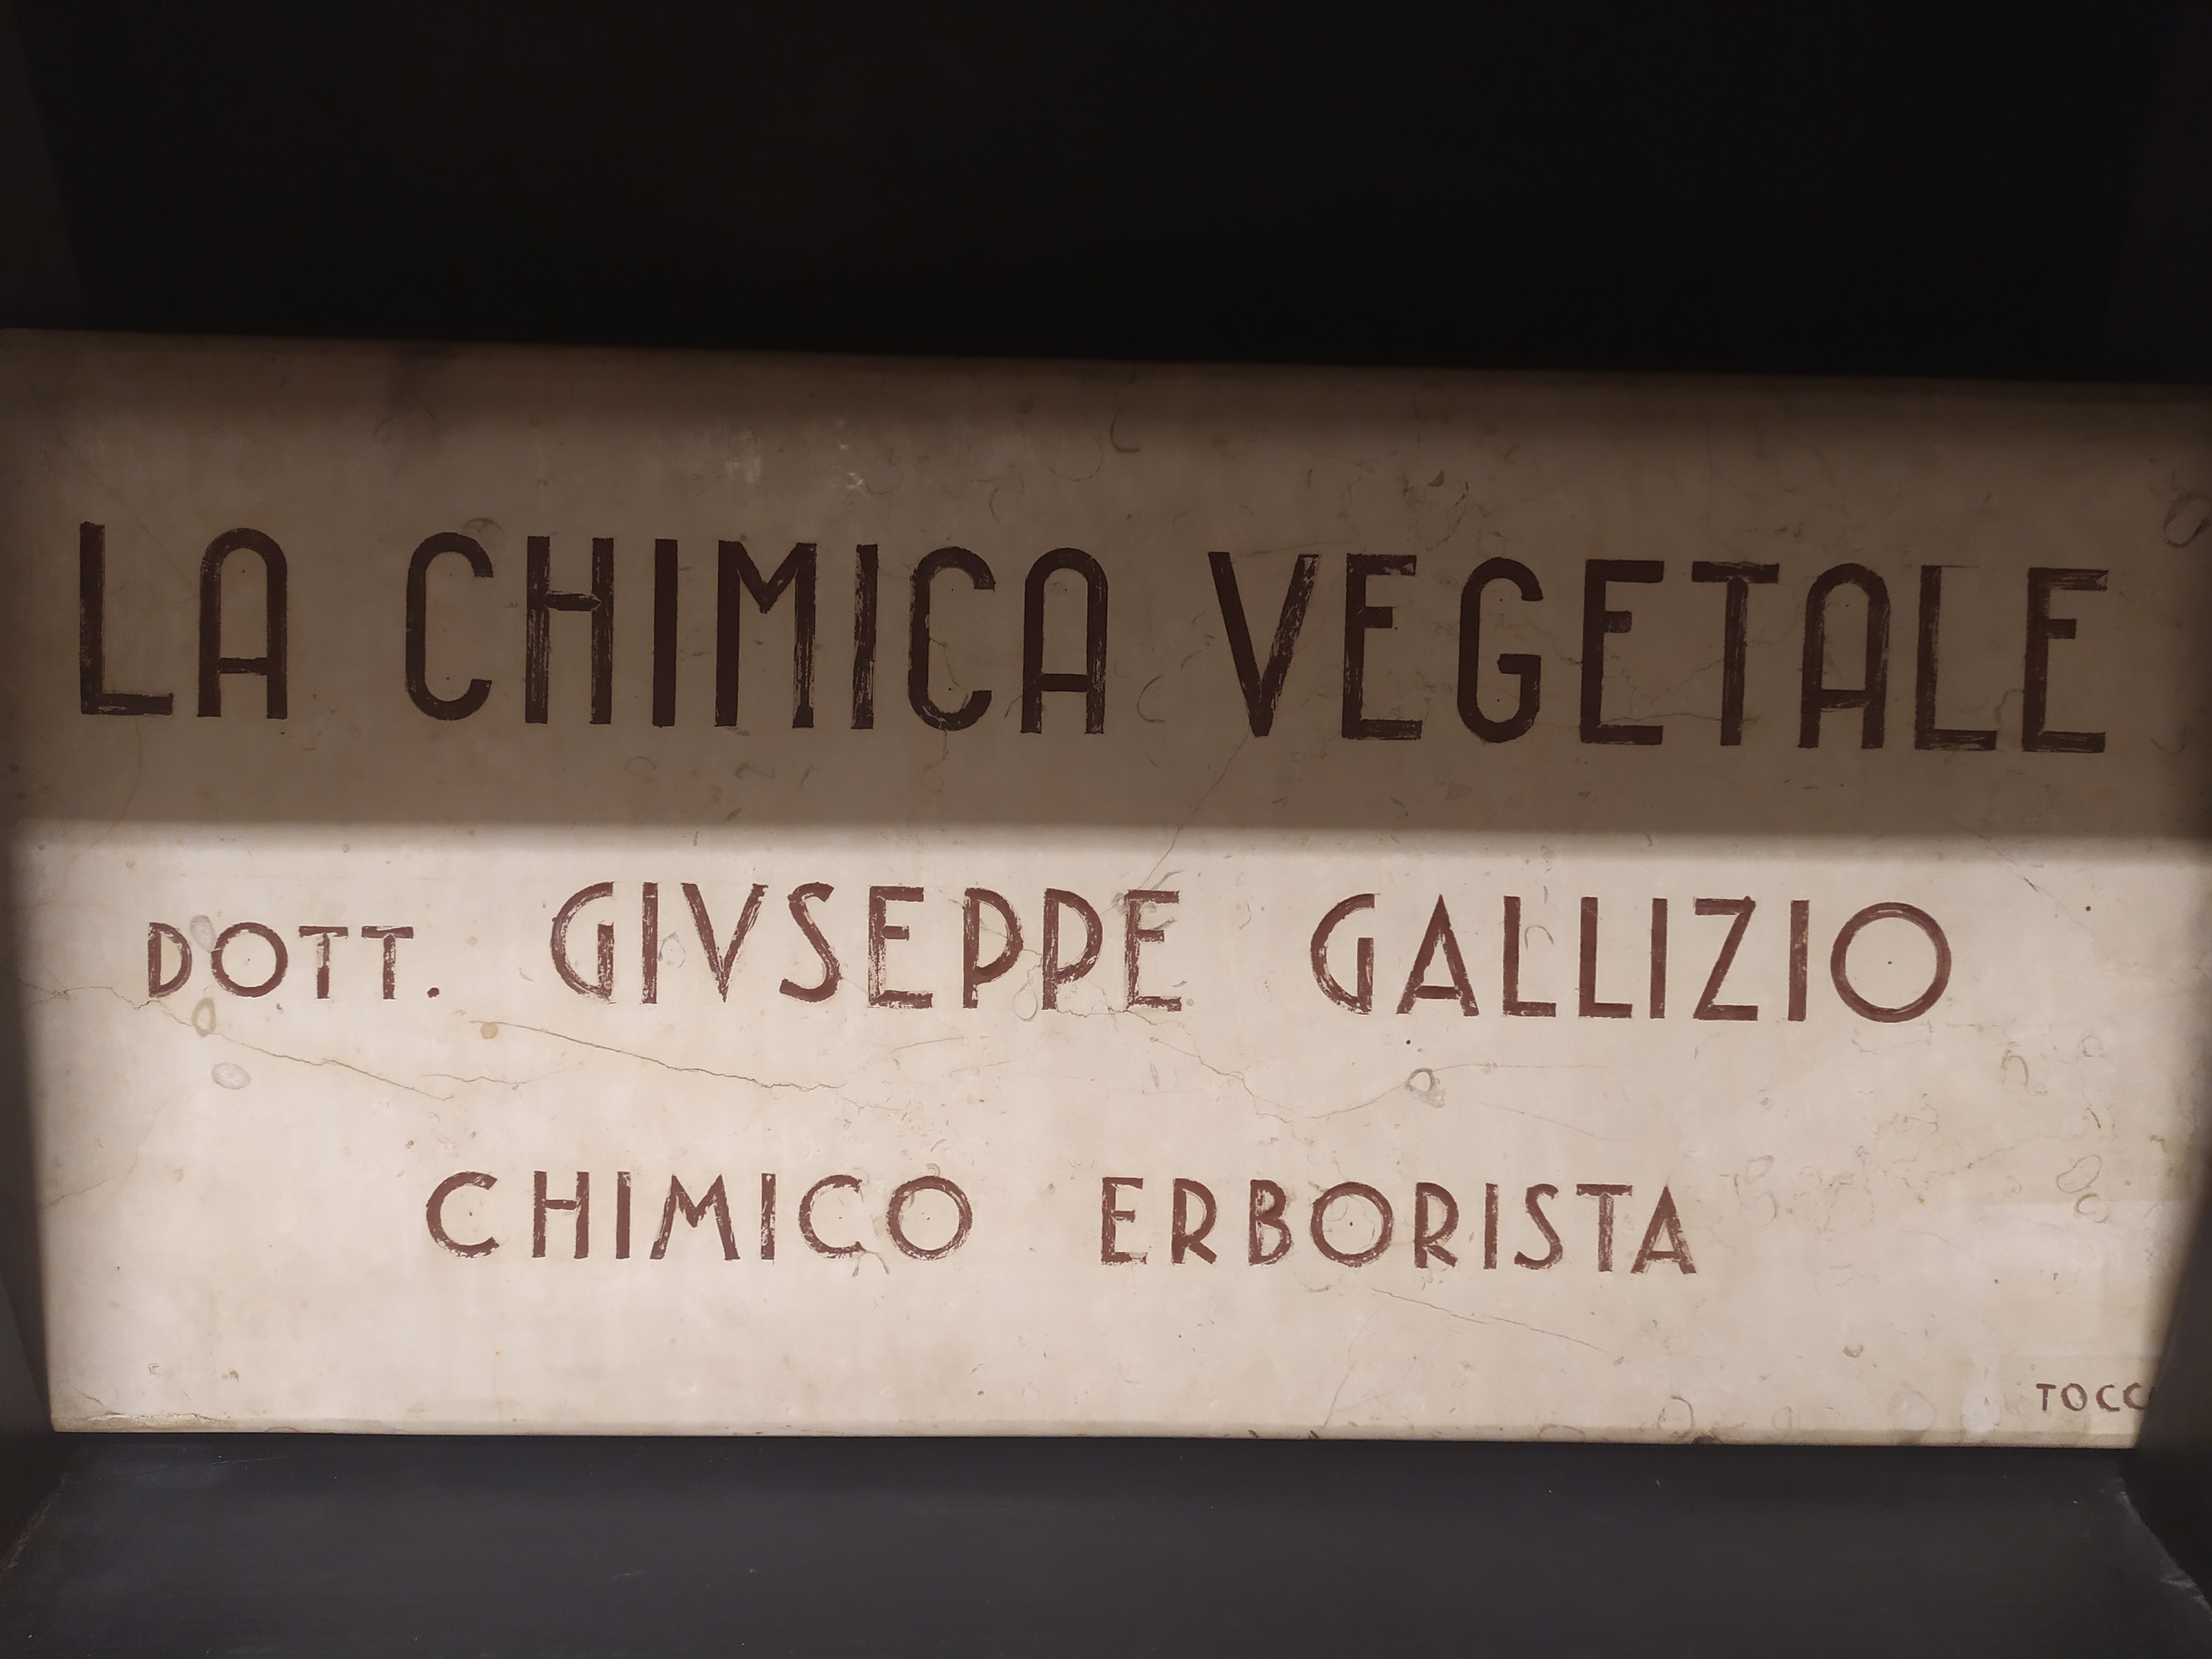 LA CHIMICA VEGETALE
DOTT. GIVSEPPE GALLIZIO
CHIMICO ERBORISTA